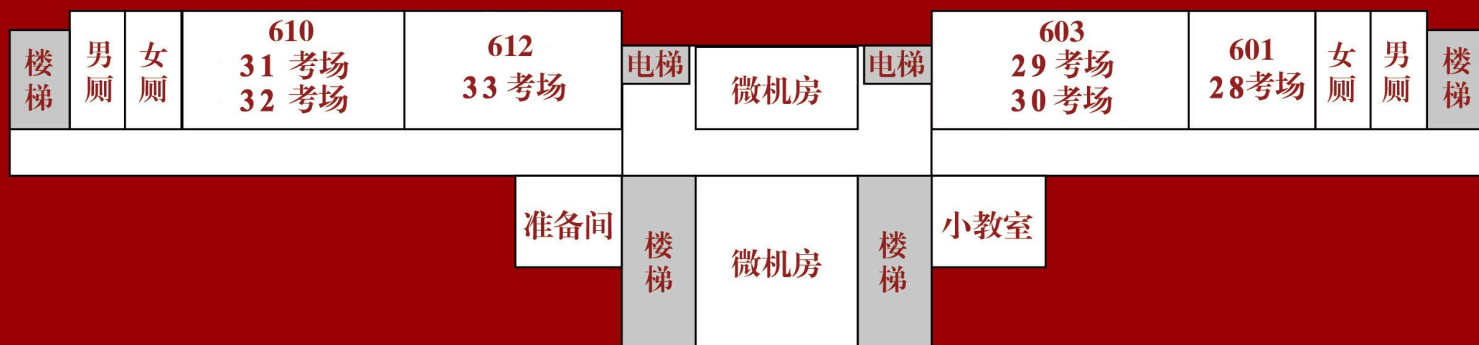 楼梯
男厕
女厕
610
31 考场
32 考场
612
33 考场
电梯
微机房
电梯
603
29 考场
30 考场
601
28考场
女厕
男厕
楼梯
准备间
楼梯
微机房
楼梯
小教室